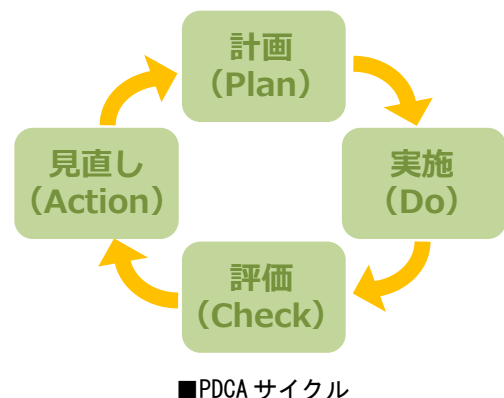 計画
（Plan）
実施
（Do）
評価
（Check）
見直し
（Action）
■PDCA サイクル